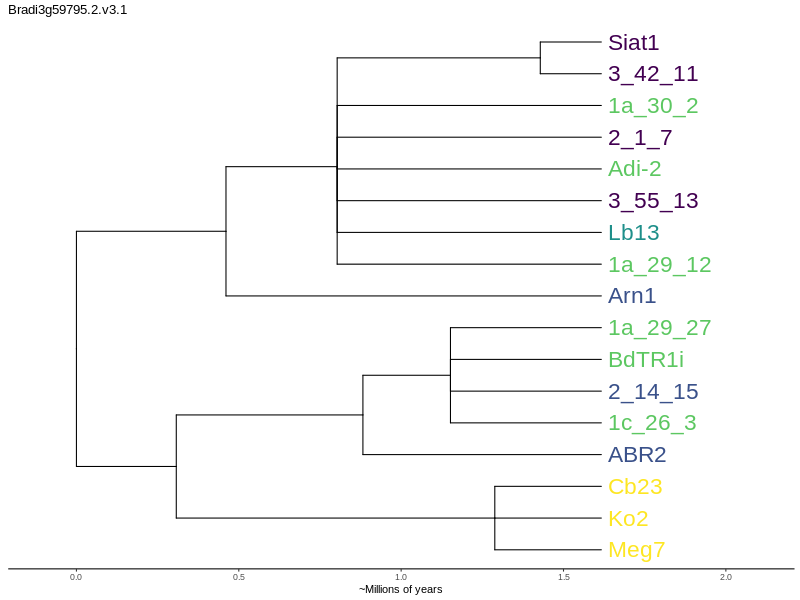 Bradi3g59795.2.v3.1
Siat1
3_42_11
1a_30_2
2_1_7
Adi-2
3_55_13
Lb13
1a_29_12
Arn1
1a_29_27
BdTR1i
2_14_15
1c_26_3
ABR2
Cb23
Ko2
Meg7
0.0 0.5 1.0 1.5 2.0
~Millions of years